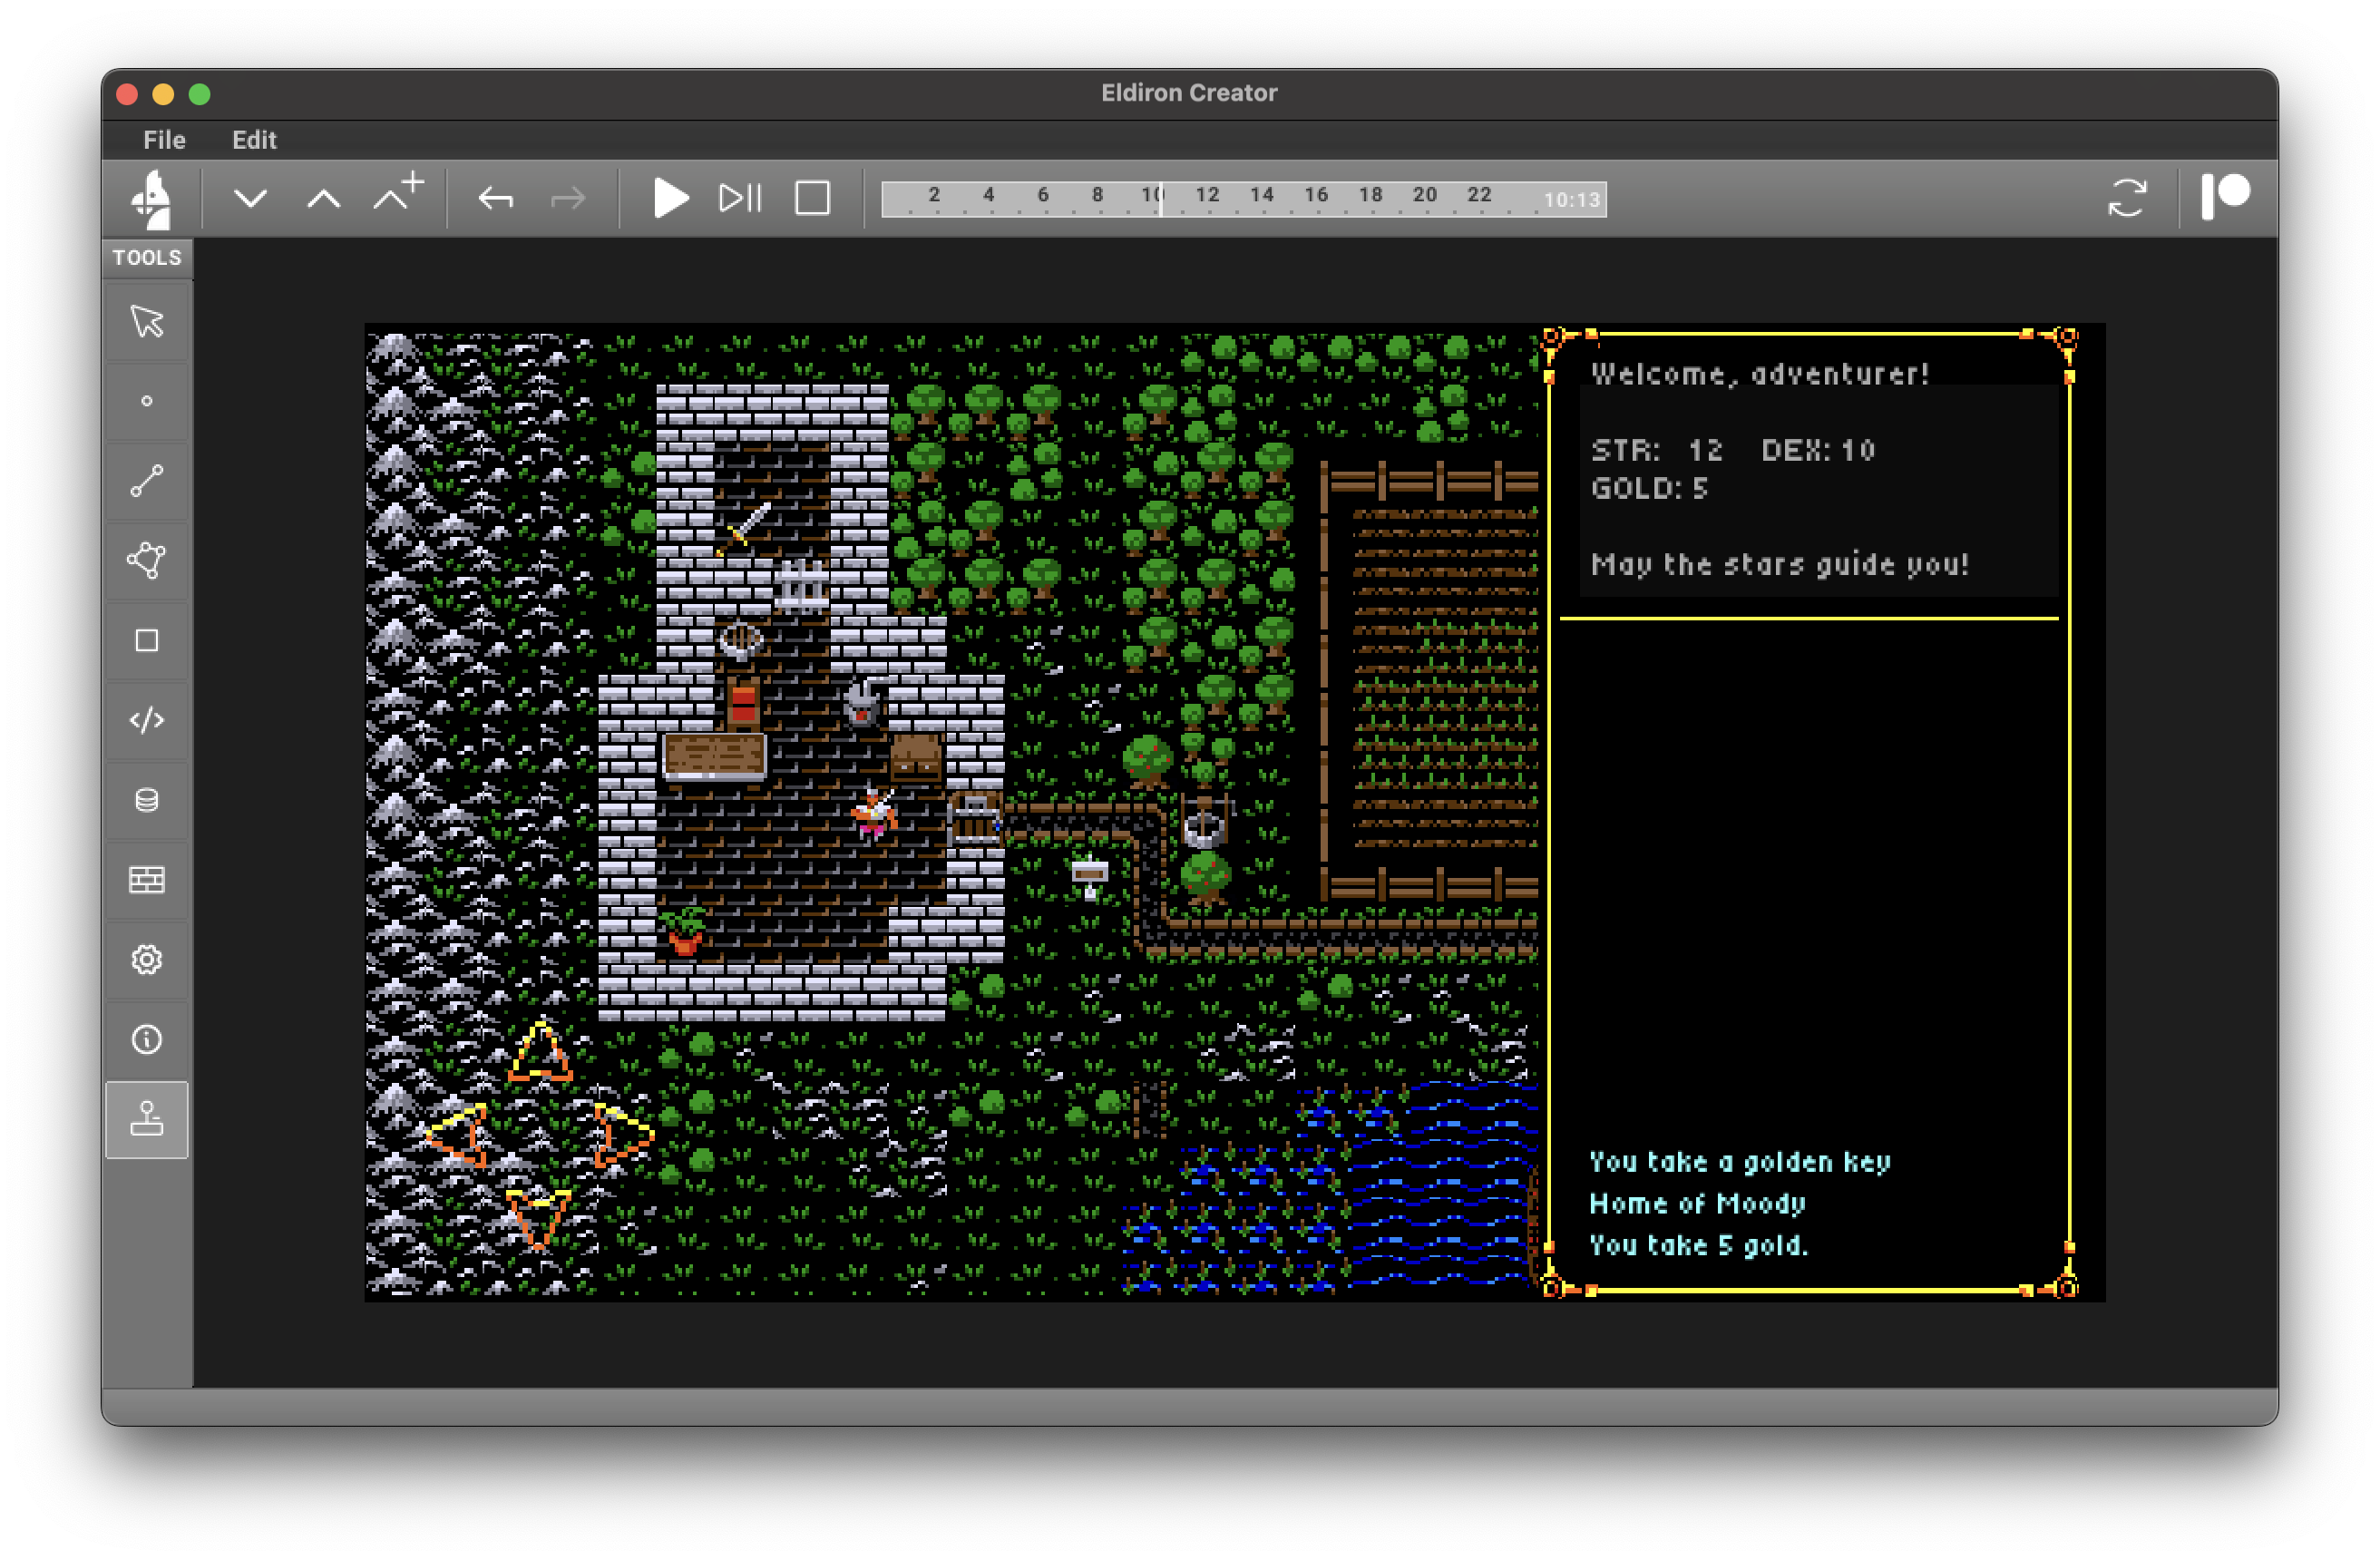 Eldiron Creator
File Edit
2 4 6 8 10 12 14 16 18 20 22 10:13
TOOLS
Welcome, adventurer!
STR: 12 DEX: 10
GOLD: 5
May the stars guide you!
You take a golden key
Home of Moody
You take 5 gold.